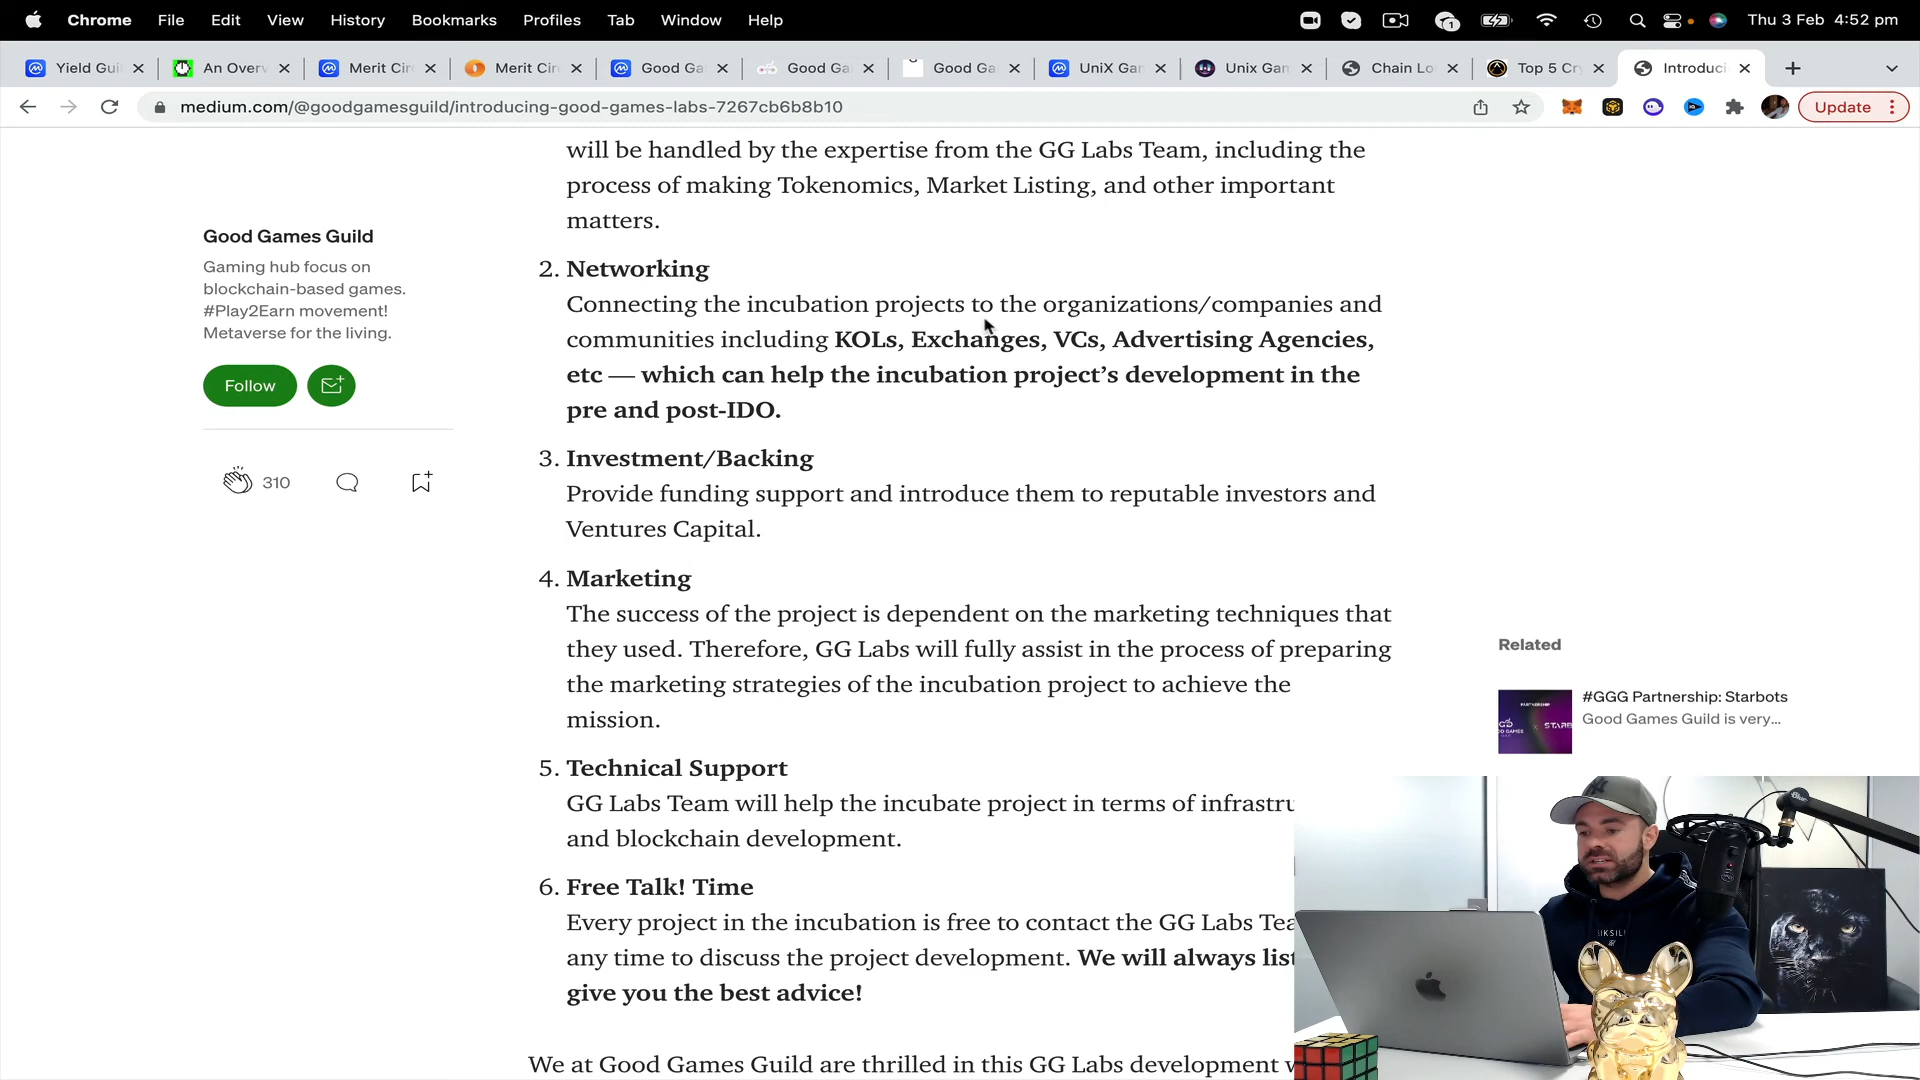 Chrome File Edit View History Bookmarks Profiles Tab Window Help
1
Thu 3 Feb 4:52 pm
Yield Gui
An Overv
Merit Cir
Merit Cir
Good Ga
Good Ga
Good Ga
UniX Gar
Unix Gan
Chain Lo
Top 5 Cry
Introduci
medium.com/@goodgamesguild/introducing-good-games-labs-7267cb6b8b10
Update
will be handled by the expertise from the GG Labs Team, including the
process of making Tokenomics, Market Listing, and other important
matters.
Good Games Guild
Gaming hub focus on
blockchain-based games.
#Play2Earn movement!
Metaverse for the living.
Follow
310
2. Networking
Connecting the incubation projects to the organizations/companies and
communities including KOLs, Exchanges, VCs, Advertising Agencies,
etc — which can help the incubation project’s development in the
pre and post-IDO.
3. Investment/Backing
Provide funding support and introduce them to reputable investors and
Ventures Capital.
4. Marketing
The success of the project is dependent on the marketing techniques that
they used. Therefore, GG Labs will fully assist in the process of preparing
the marketing strategies of the incubation project to achieve the
mission.
5. Technical Support
GG Labs Team will help the incubate project in terms of infrastru
and blockchain development.
6. Free Talk! Time
Every project in the incubation is free to contact the GG Labs Tea
any time to discuss the project development. We will always list
give you the best advice!
We at Good Games Guild are thrilled in this GG Labs development
Related
#GGG Partnership: Starbots
Good Games Guild is very...
PARTNERSHIP